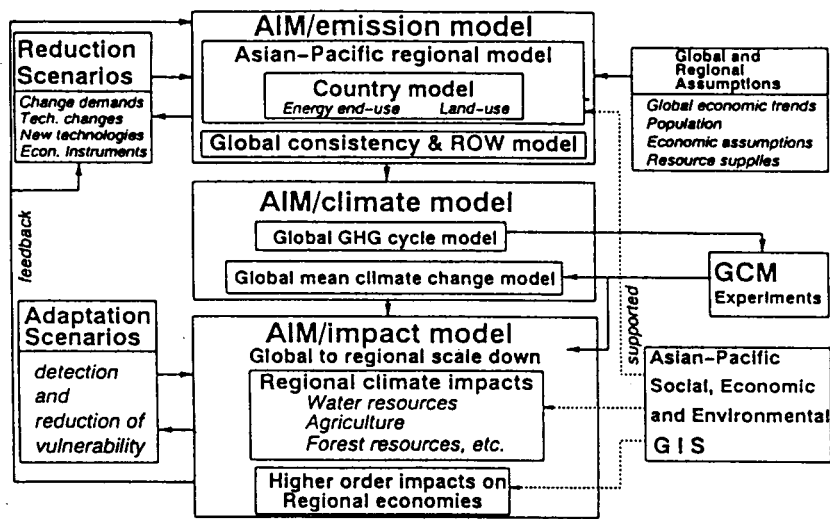 AIM/emission model
Asian-Pacific regional model
Country model
Energy end-use Land-use
Global consistency & ROW model
Reduction
Scenarios
Change demands
Tech. changes
New technologies
Econ. Instruments
Global and
Regional
Assumptions
Global economic trends
Population
Economic assumptions
Resource supplies
AIM/climate model
Global GHG cycle model
Global mean climate change model
GCM
Experiments
feedback
supported
Adaptation
Scenarios
detection
and
reduction of
vulnerability
AIM/impact model
Global to regional scale down
Regional climate impacts
Water resources
Agriculture
Forest resources, etc.
Higher order impacts on
Regional economies
Asian-Pacific
Social, Economic
and Environmental
GIS